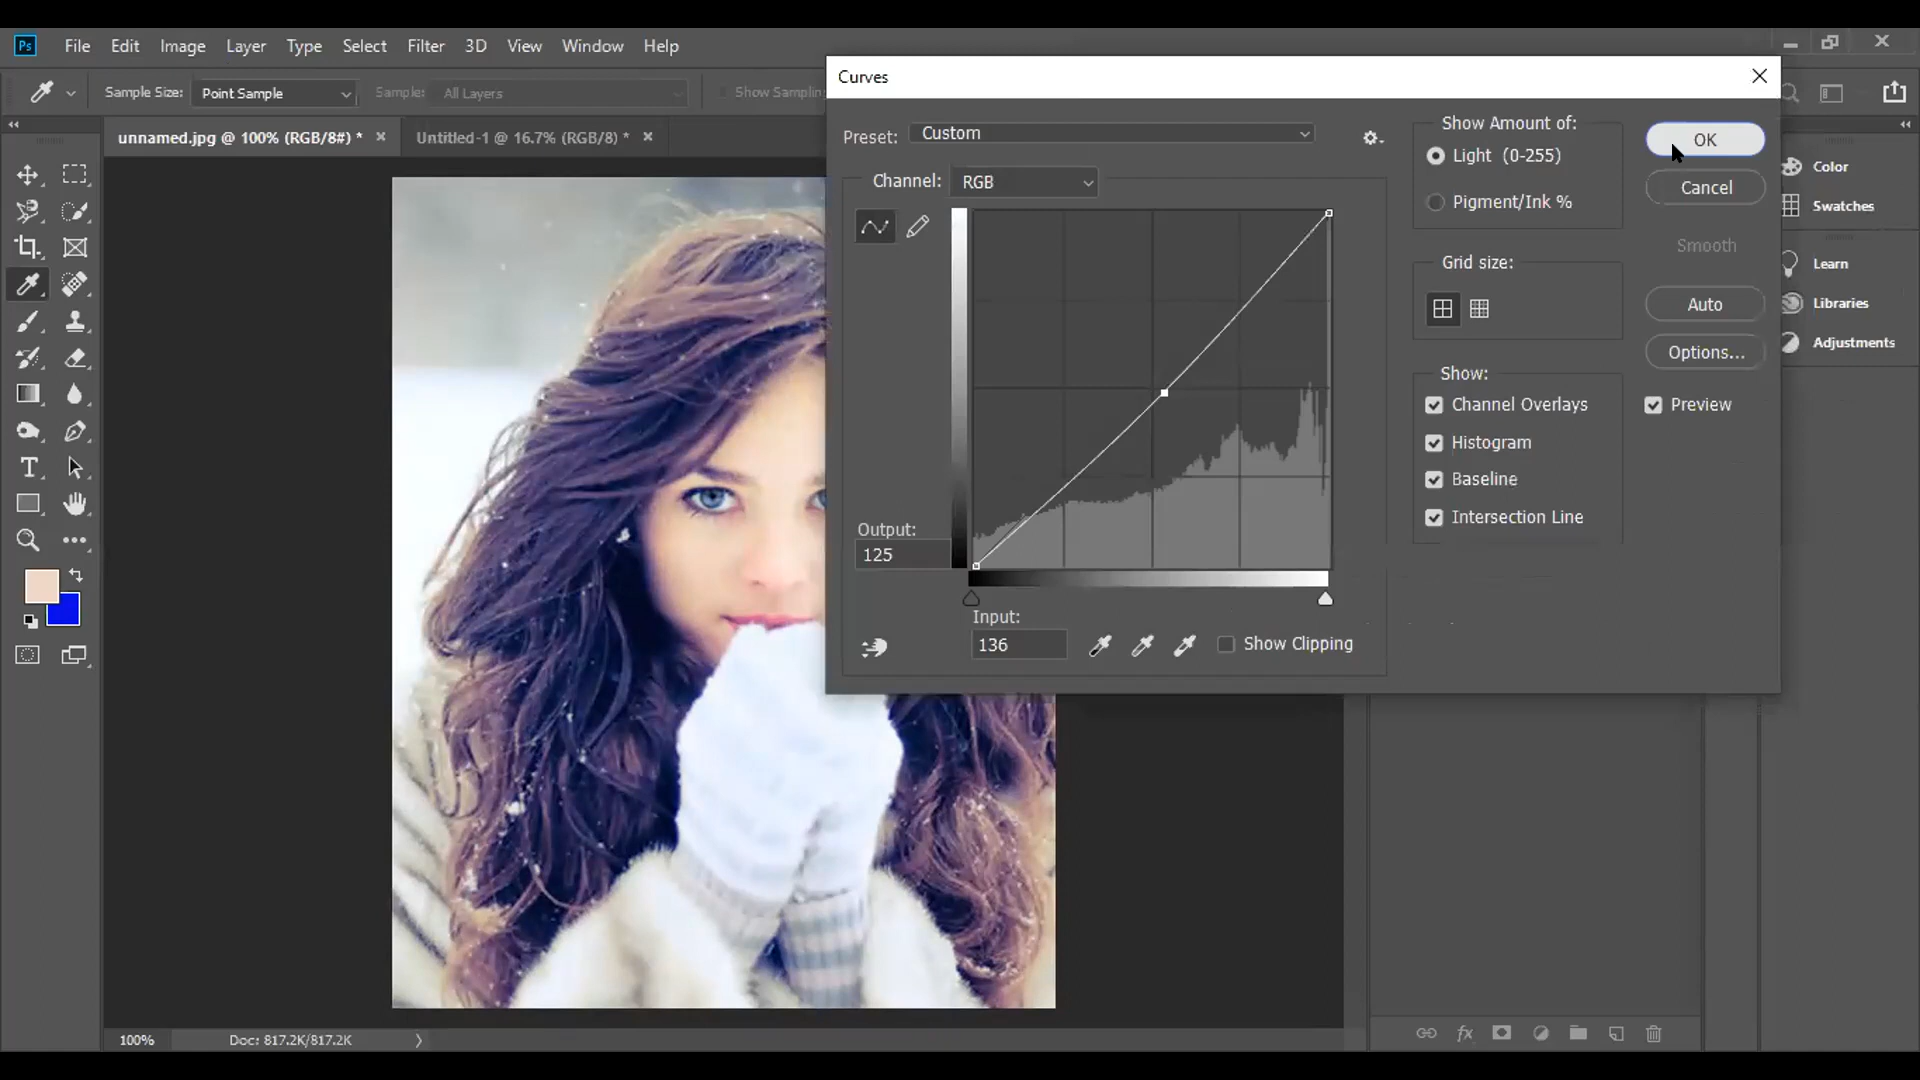 Ps File Edit Image Layer Type Select Filter 3D View Window Help
Sample Size: Point Sample Sample: All Layers Show Sampling
unnamed.jpg @ 100% (RGB/8#) * Untitled-1 @ 16.7% (RGB/8) *
Curves
Preset: Custom
Channel: RGB
Output:
125
Input:
136
Show Clipping
Show Amount of:
Light (0-255)
Pigment/Ink %
Grid size:
Show:
Channel Overlays
Histogram
Baseline
Intersection Line
OK
Cancel
Smooth
Auto
Options...
Preview
Color
Swatches
Learn
Libraries
Adjustments
T
fx
100% Doc: 817.2K/817.2K